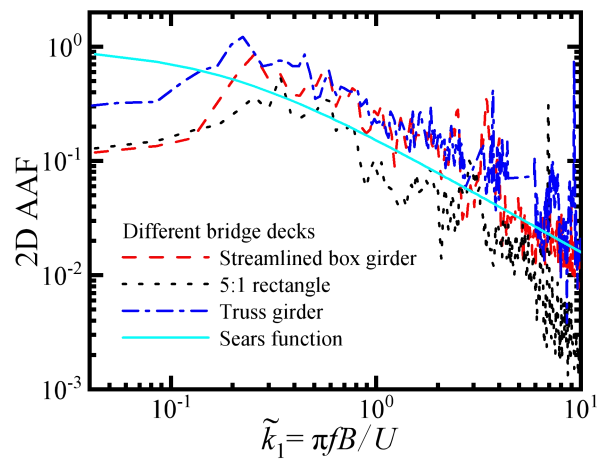 10⁰
10⁻¹
10⁻²
10⁻³
2D AAF
Different bridge decks
Streamlined box girder
5:1 rectangle
Truss girder
Sears function
10⁻¹ 10⁰ 10¹
k̃₁= πfB/U